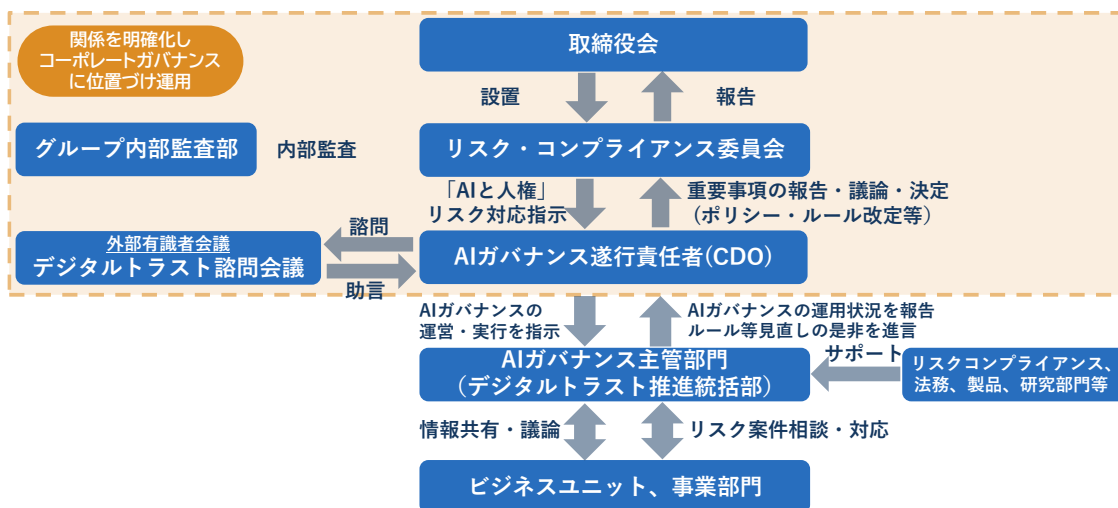 関係を明確化し
コーポレートガバナンス
に位置づけ運用
取締役会
設置
報告
グループ内部監査部
内部監査
リスク・コンプライアンス委員会
「AIと人権」
リスク対応指示
重要事項の報告・議論・決定
(ポリシー・ルール改定等)
諮問
外部有識者会議
デジタルトラスト諮問会議
助言
AIガバナンス遂行責任者(CDO)
AIガバナンスの
運営・実行を指示
AIガバナンスの運用状況を報告
ルール等見直しの是非を進言
AIガバナンス主管部門
(デジタルトラスト推進統括部)
サポート
リスクコンプライアンス、
法務、製品、研究部門等
情報共有・議論
リスク案件相談・対応
ビジネスユニット、事業部門